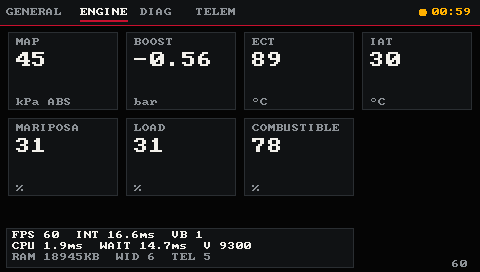 GENERAL ENGINE DIAG TELEM 00:59
MAP BOOST ECT IAT
45 -0.56 89 30
kPa ABS bar °C °C
MARIPOSA LOAD COMBUSTIBLE
31 31 78
% % %
FPS 60 INT 16.6ms VB 1
CPU 1.9ms WAIT 14.7ms V 9300
RAM 18945KB WID 6 TEL 5
60